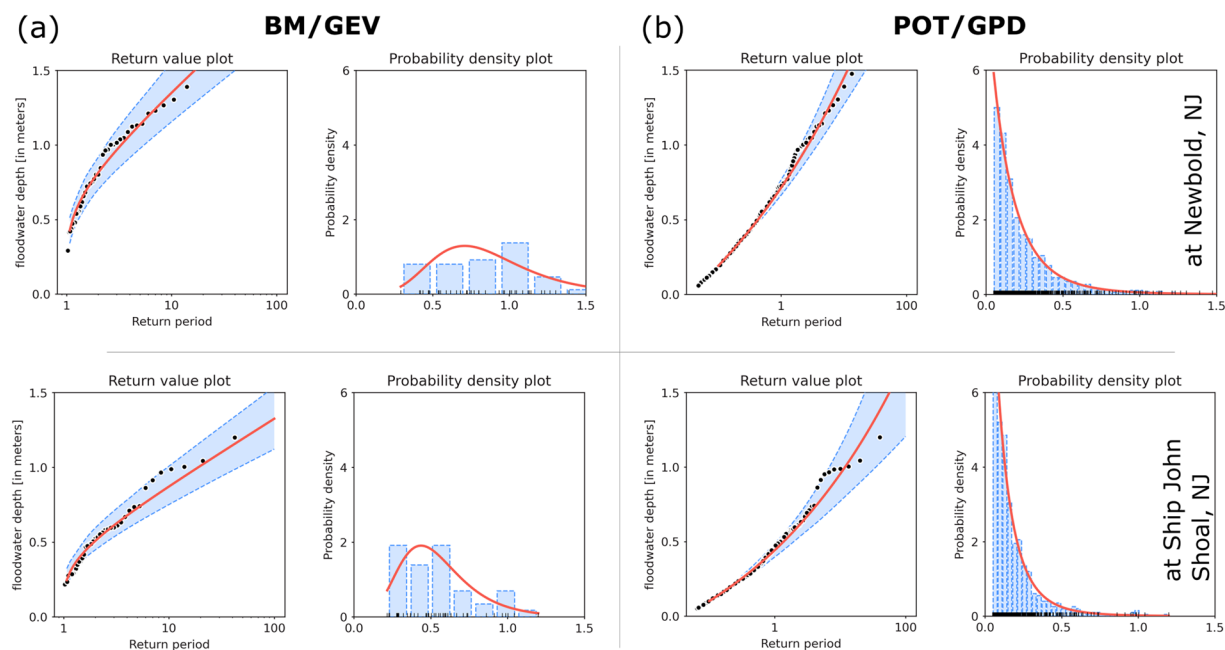 (a) BM/GEV
(b) POT/GPD
Return value plot
floodwater depth [in meters]
1.5
1.0
0.5
0.0
1 10 100
Return period
Probability density plot
Probability density
6
4
2
0
0.0 0.5 1.0 1.5
Return value plot
floodwater depth [in meters]
1.5
1.0
0.5
0.0
1 100
Return period
Probability density plot
Probability density
6
4
2
0
0.0 0.5 1.0 1.5
at Newbold, NJ
Return value plot
floodwater depth [in meters]
1.5
1.0
0.5
0.0
1 10 100
Return period
Probability density plot
Probability density
6
4
2
0
0.0 0.5 1.0 1.5
Return value plot
floodwater depth [in meters]
1.5
1.0
0.5
0.0
1 100
Return period
Probability density plot
Probability density
6
4
2
0
0.0 0.5 1.0 1.5
at Ship John
Shoal, NJ